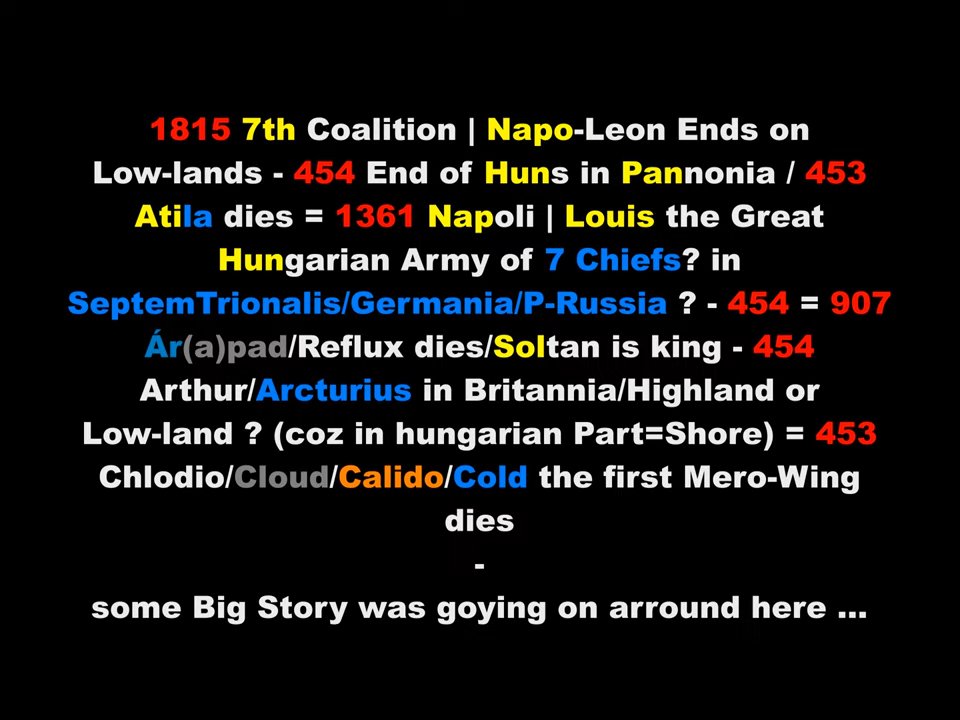 1815 7th Coalition | Napo-Leon Ends on
Low-lands - 454 End of Huns in Pannonia / 453
Atila dies = 1361 Napoli | Louis the Great
Hungarian Army of 7 Chiefs? in
SeptemTrionalis/Germania/P-Russia ? - 454 = 907
Ár(a)pad/Reflux dies/Soltan is king - 454
Arthur/Arcturius in Britannia/Highland or
Low-land ? (coz in hungarian Part=Shore) = 453
Chlodio/Cloud/Calido/Cold the first Mero-Wing
dies
-
some Big Story was goying on arround here ...